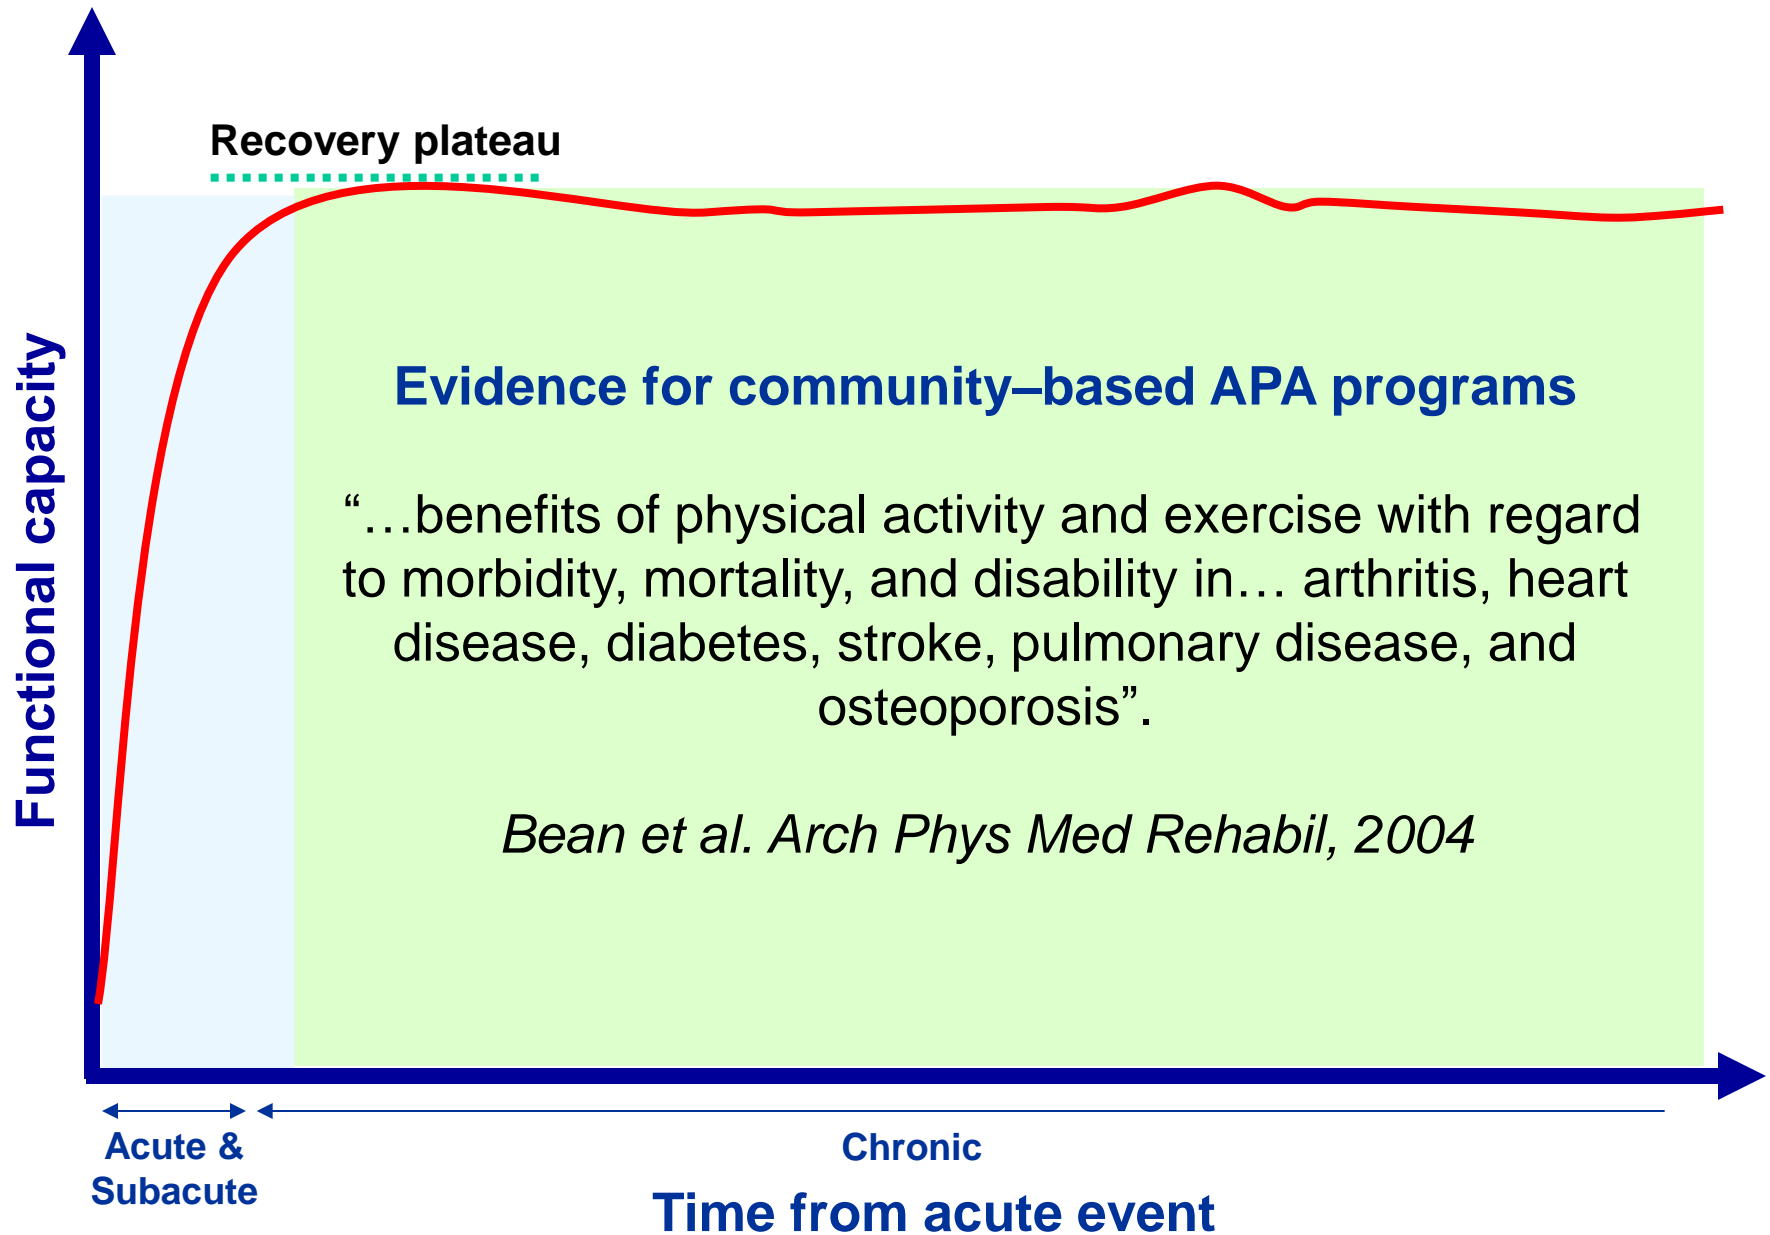 Recovery plateau
Functional capacity
Evidence for community–based APA programs
“…benefits of physical activity and exercise with regard
to morbidity, mortality, and disability in… arthritis, heart
disease, diabetes, stroke, pulmonary disease, and
osteoporosis”.
Bean et al. Arch Phys Med Rehabil, 2004
Acute &
Subacute
Chronic
Time from acute event